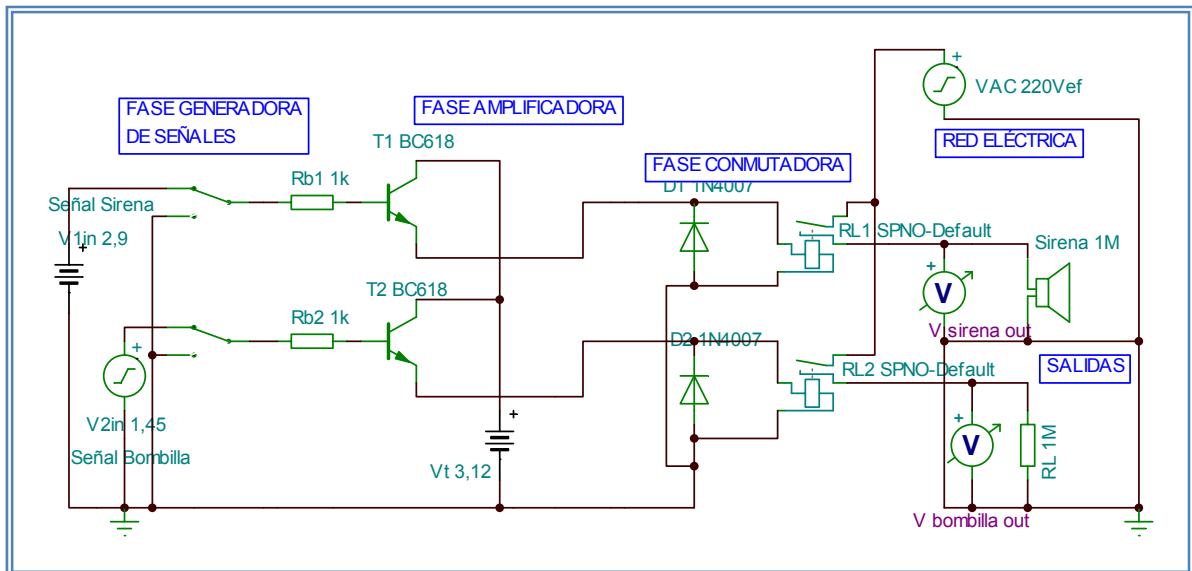 FASE GENERADORA
DE SEÑALES
FASE AMPLIFICADORA
T1 BC618
VAC 220Vef
RED ELÉCTRICA
FASE CONMUTADORA
D1 1N4007
Rb1 1k
Señal Sirena
V1in 2,9
RL1 SPNO-Default
Sirena 1M
T2 BC618
Rb2 1k
V
V sirena out
D2 1N4007
RL2 SPNO-Default
SALIDAS
V2in 1,45
Señal Bombilla
Vt 3,12
V
RL 1M
V bombilla out